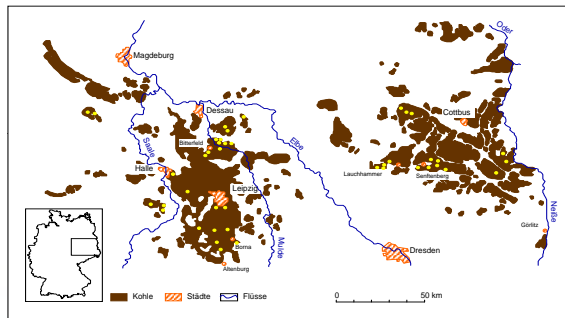 Oder
Magdeburg
Dessau
Cottbus
Elbe
Bitterfeld
Saale
Halle
Lauchhammer
Senftenberg
Leipzig
Neiße
Görlitz
Mulde
Borna
Dresden
Altenburg
Kohle
Städte
Flüsse
0
50 km